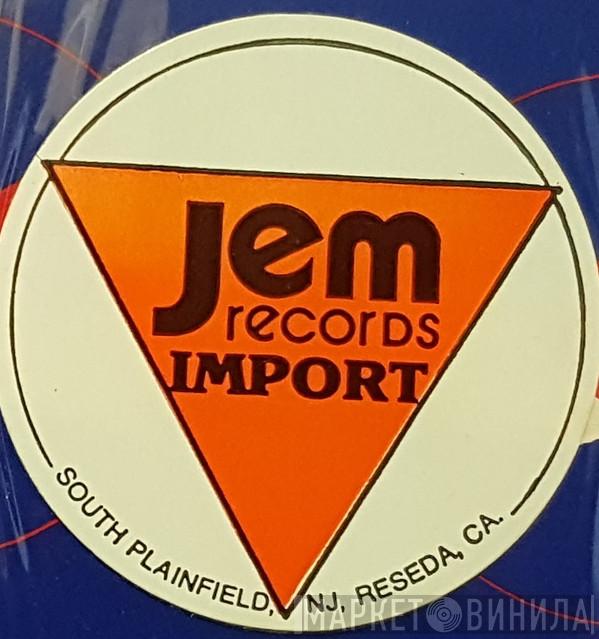 Jem
records
IMPORT
SOUTH PLAINFIELD, NJ, RESEDA, CA.
МАРКЕТ ВИНИЛА